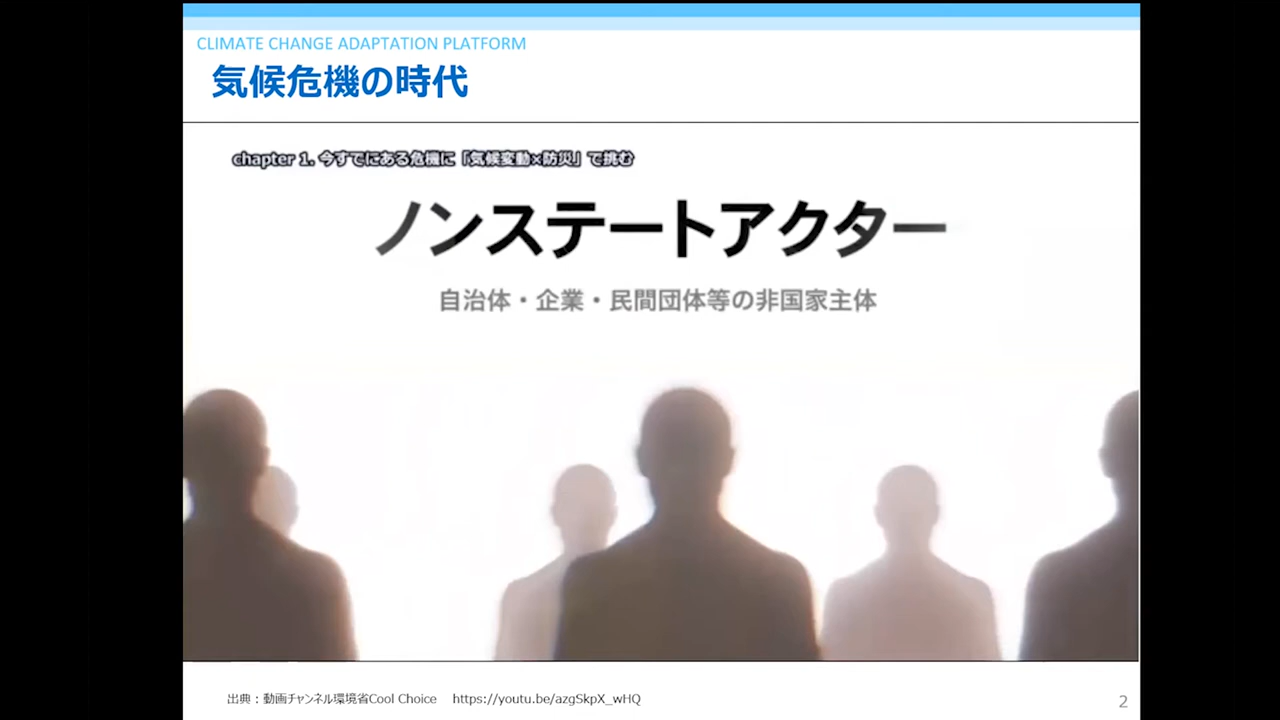 CLIMATE CHANGE ADAPTATION PLATFORM
気候危機の時代
chapter 1. 今すでにある危機に「気候変動×防災」で挑む
ノンステートアクター
自治体・企業・民間団体等の非国家主体
出典：動画チャンネル環境省Cool Choice　https://youtu.be/azgSkpX_wHQ
2